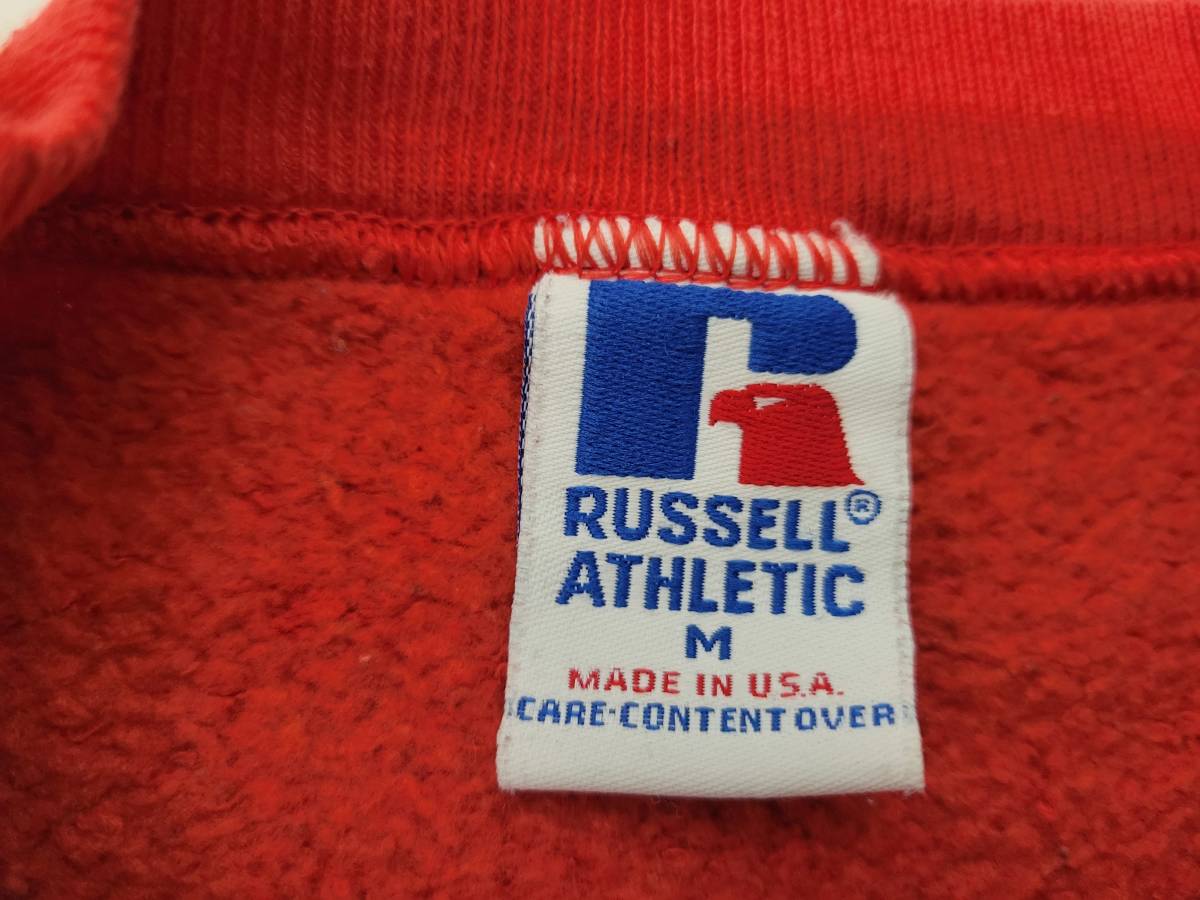 R
RUSSELL®
ATHLETIC
M
MADE IN U.S.A.
CARE-CONTENT OVER